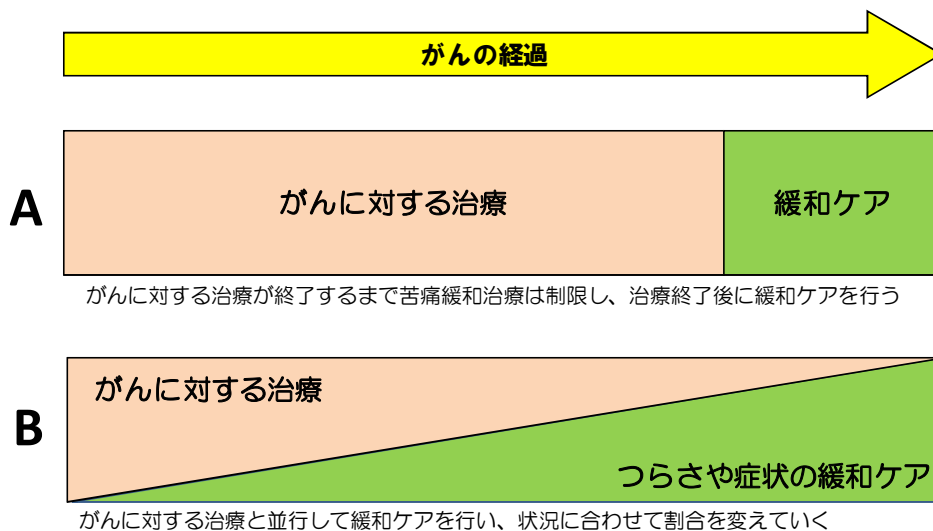 がんの経過
A
がんに対する治療
緩和ケア
がんに対する治療が終了するまで苦痛緩和治療は制限し、治療終了後に緩和ケアを行う
がんに対する治療
B
つらさや症状の緩和ケア
がんに対する治療と並行して緩和ケアを行い、状況に合わせて割合を変えていく